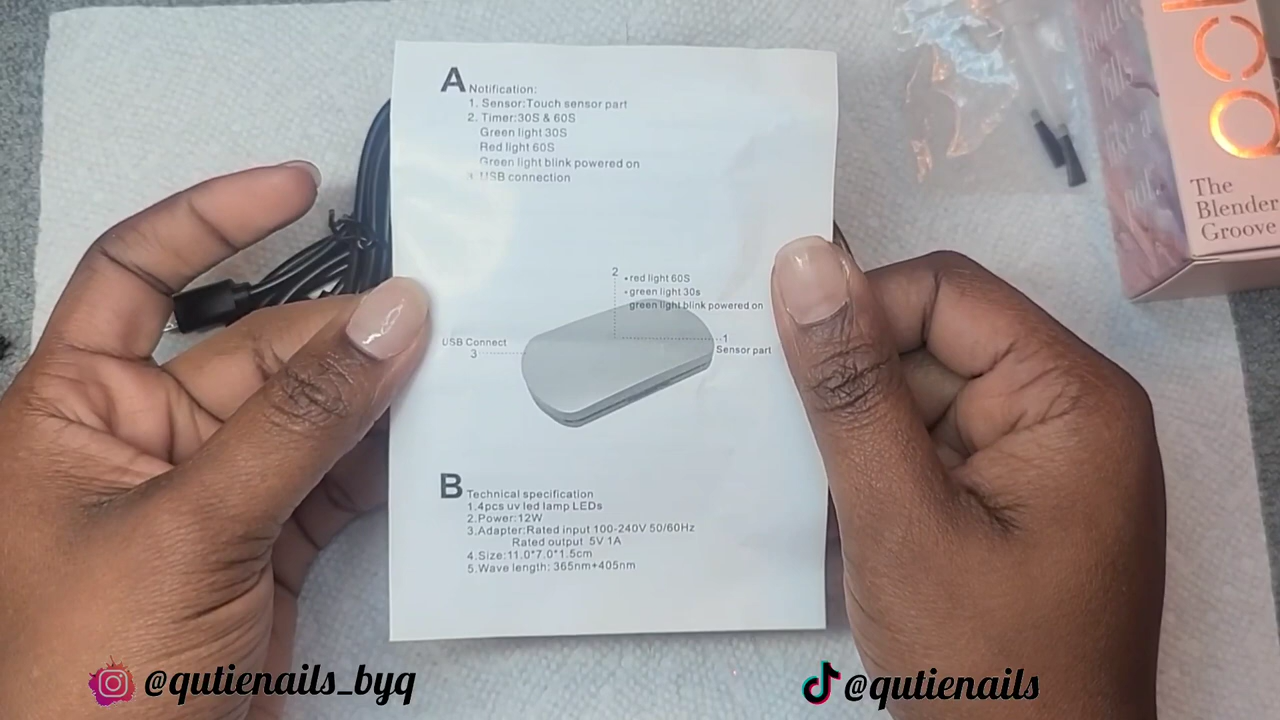 A Notification:
1. Sensor:Touch sensor part
2. Timer:30S & 60S
Green light 30S
Red light 60S
Green light blink powered on
3. USB connection
2
• red light 60S
• green light 30s
green light blink powered on
USB Connect
3
1
Sensor part
B Technical specification
1.4pcs uv led lamp LEDs
2.Power:12W
3.Adapter:Rated input 100-240V 50/60Hz
Rated output 5V 1A
4.Size:11.0*7.0*1.5cm
5.Wave length: 365nm+405nm
The
Blender
Groove
@qutienails_byq
@qutienails